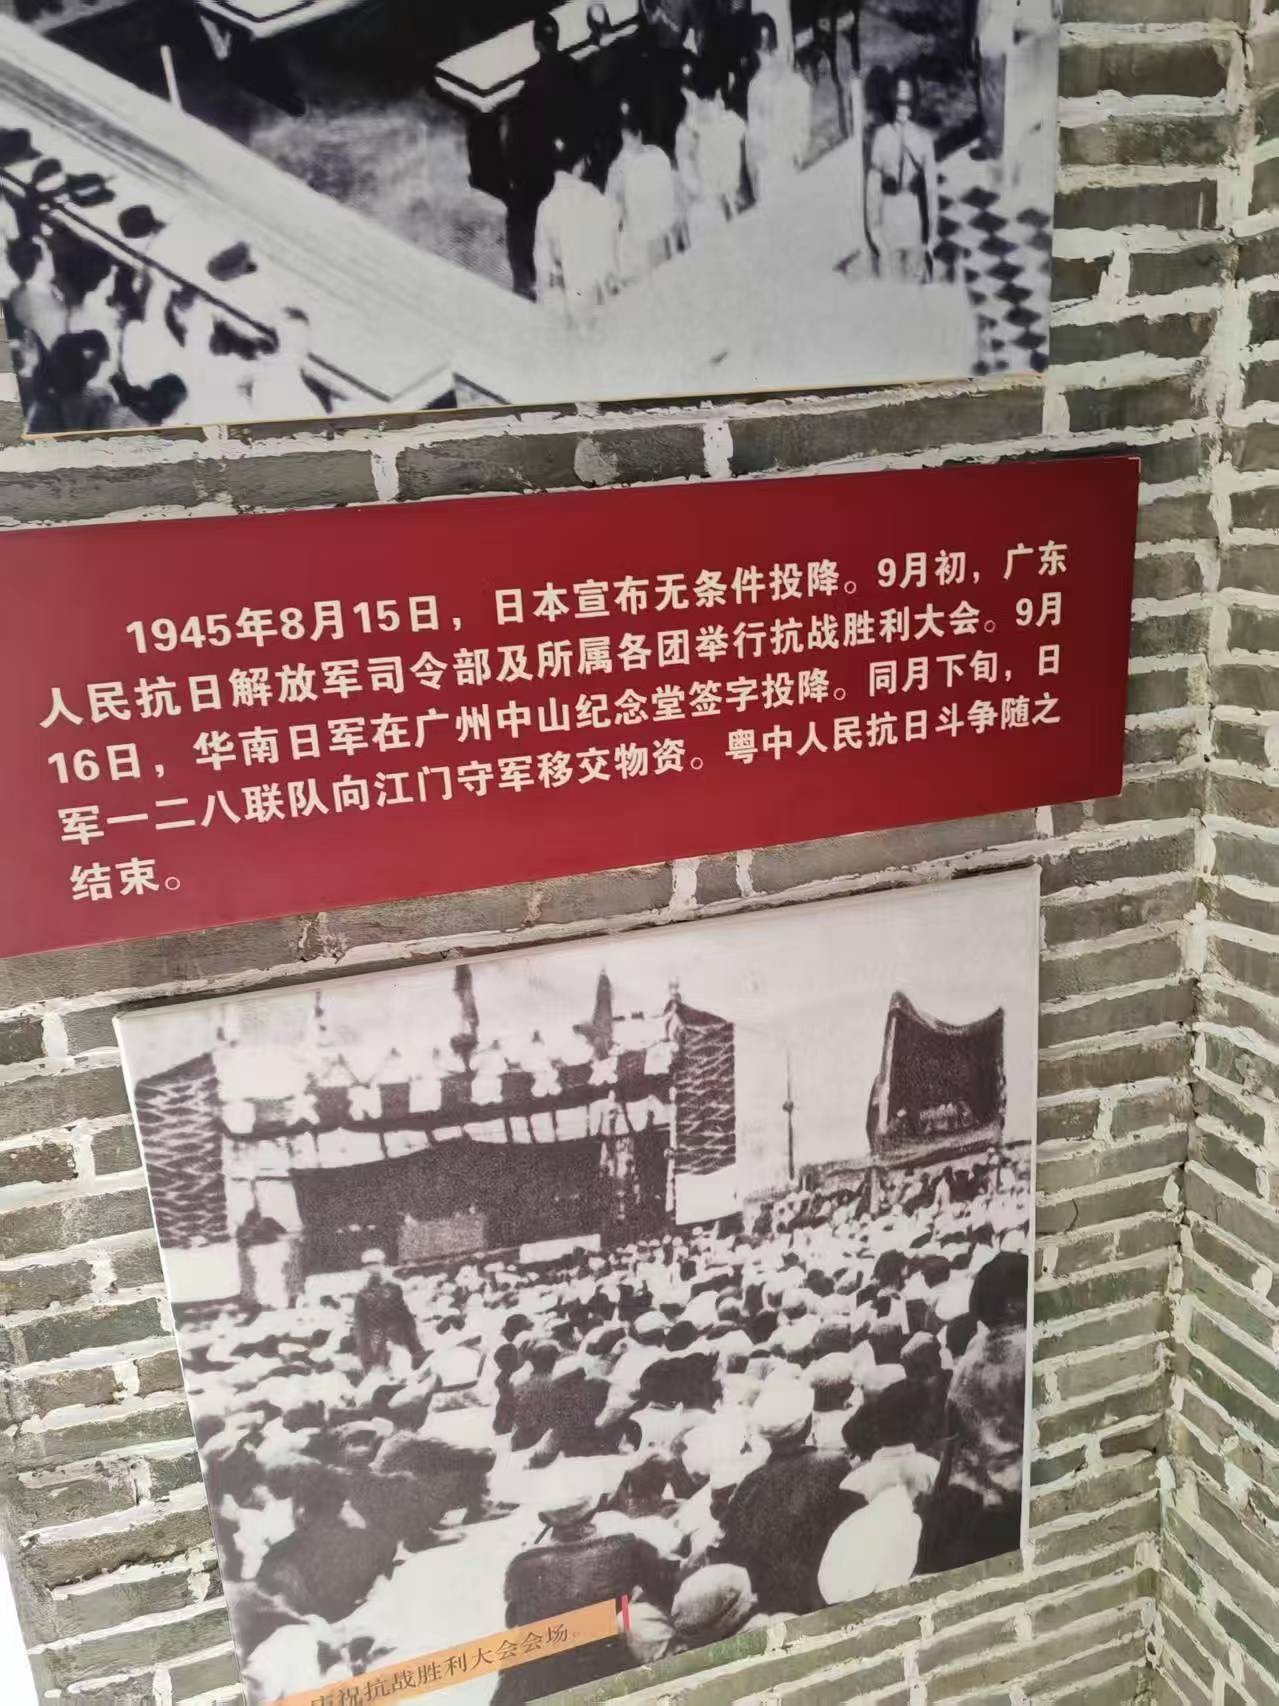 1945年8月15日，日本宣布无条件投降。9月初，广东
人民抗日解放军司令部及所属各团举行抗战胜利大会。9月
16日，华南日军在广州中山纪念堂签字投降。同月下旬，日
军一二八联队向江门守军移交物资。粤中人民抗日斗争随之
结束。
祝抗战胜利大会会场。